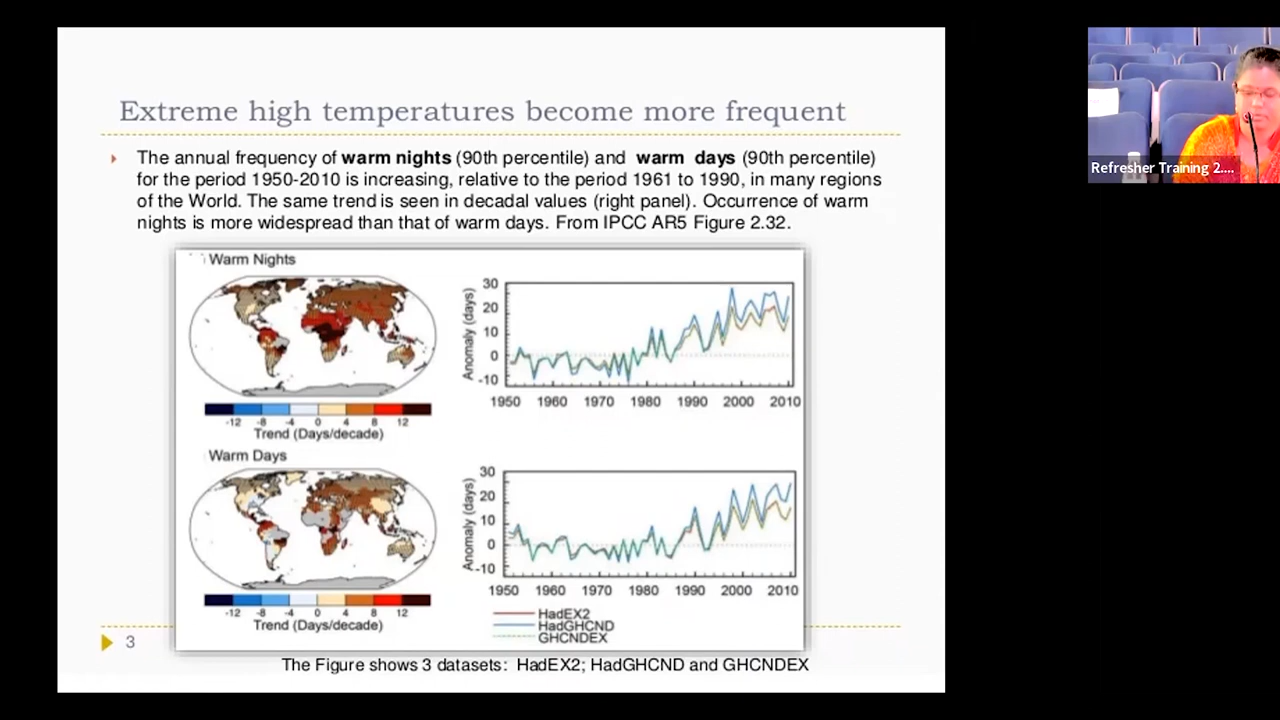 Extreme high temperatures become more frequent
The annual frequency of warm nights (90th percentile) and warm days (90th percentile)
for the period 1950-2010 is increasing, relative to the period 1961 to 1990, in many regions
of the World. The same trend is seen in decadal values (right panel). Occurrence of warm
nights is more widespread than that of warm days. From IPCC AR5 Figure 2.32.
Warm Nights
-12 -8 -4 0 4 8 12
Trend (Days/decade)
Anomaly (days)
30
20
10
0
-10
1950 1960 1970 1980 1990 2000 2010
Warm Days
-12 -8 -4 0 4 8 12
Trend (Days/decade)
Anomaly (days)
30
20
10
0
-10
1950 1960 1970 1980 1990 2000 2010
HadEX2
HadGHCND
GHCNDEX
3
The Figure shows 3 datasets: HadEX2; HadGHCND and GHCNDEX
Refresher Training 2....